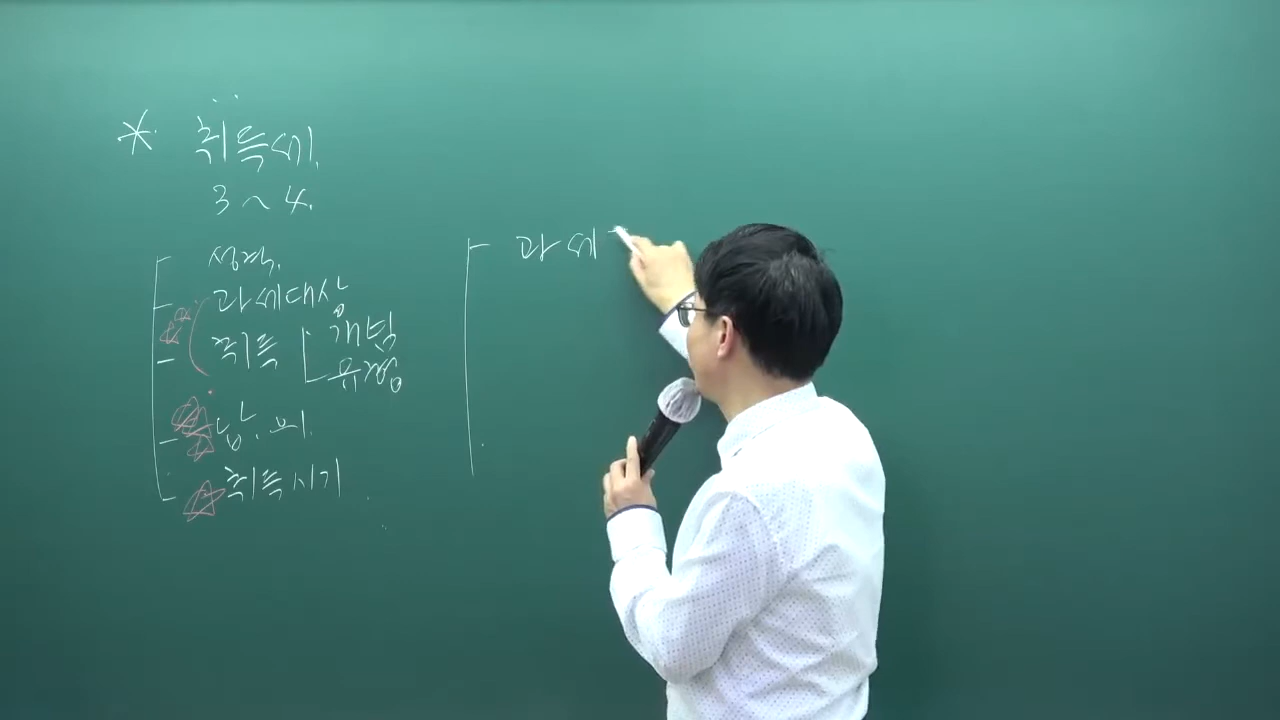 * 취득세.
3~4.
성격.
과세대상
취득 개념
유형
납.의.
취득시기
과세